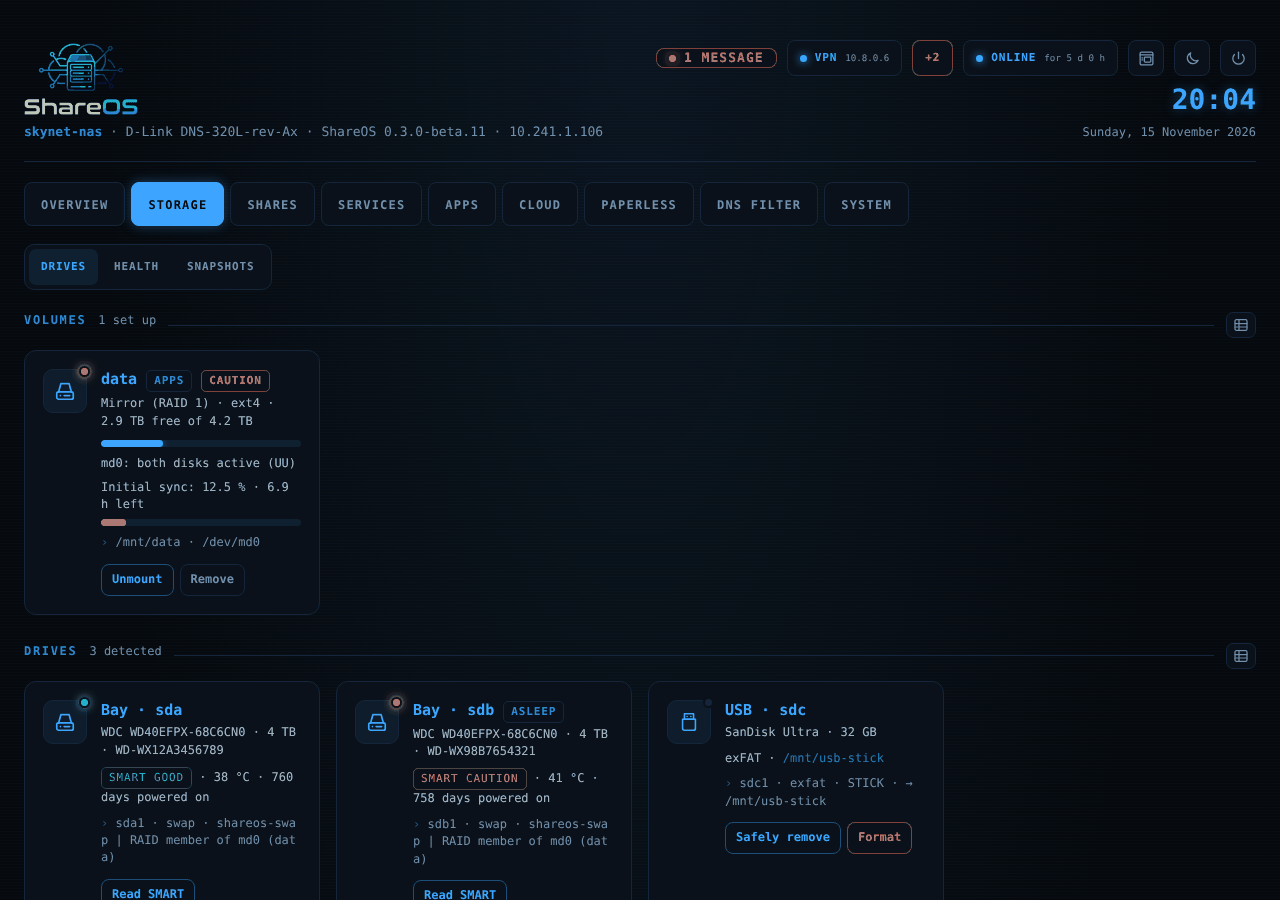 1 MESSAGE
VPN 10.8.0.6
+2
ONLINE for 5 d 0 h
ShareOS
20:04
skynet-nas · D-Link DNS-320L-rev-Ax · ShareOS 0.3.0-beta.11 · 10.241.1.106
Sunday, 15 November 2026
OVERVIEW
STORAGE
SHARES
SERVICES
APPS
CLOUD
PAPERLESS
DNS FILTER
SYSTEM
DRIVES
HEALTH
SNAPSHOTS
VOLUMES 1 set up
data APPS CAUTION
Mirror (RAID 1) · ext4 ·
2.9 TB free of 4.2 TB
md0: both disks active (UU)
Initial sync: 12.5 % · 6.9
h left
› /mnt/data · /dev/md0
Unmount
Remove
DRIVES 3 detected
Bay · sda
WDC WD40EFPX-68C6CN0 · 4 TB
· WD-WX12A3456789
SMART GOOD · 38 °C · 760
days powered on
› sda1 · swap · shareos-swa
p | RAID member of md0 (dat
a)
Read SMART
Bay · sdb ASLEEP
WDC WD40EFPX-68C6CN0 · 4 TB
· WD-WX98B7654321
SMART CAUTION · 41 °C ·
758 days powered on
› sdb1 · swap · shareos-swa
p | RAID member of md0 (dat
a)
Read SMART
USB · sdc
SanDisk Ultra · 32 GB
exFAT · /mnt/usb-stick
› sdc1 · exfat · STICK · →
/mnt/usb-stick
Safely remove
Format